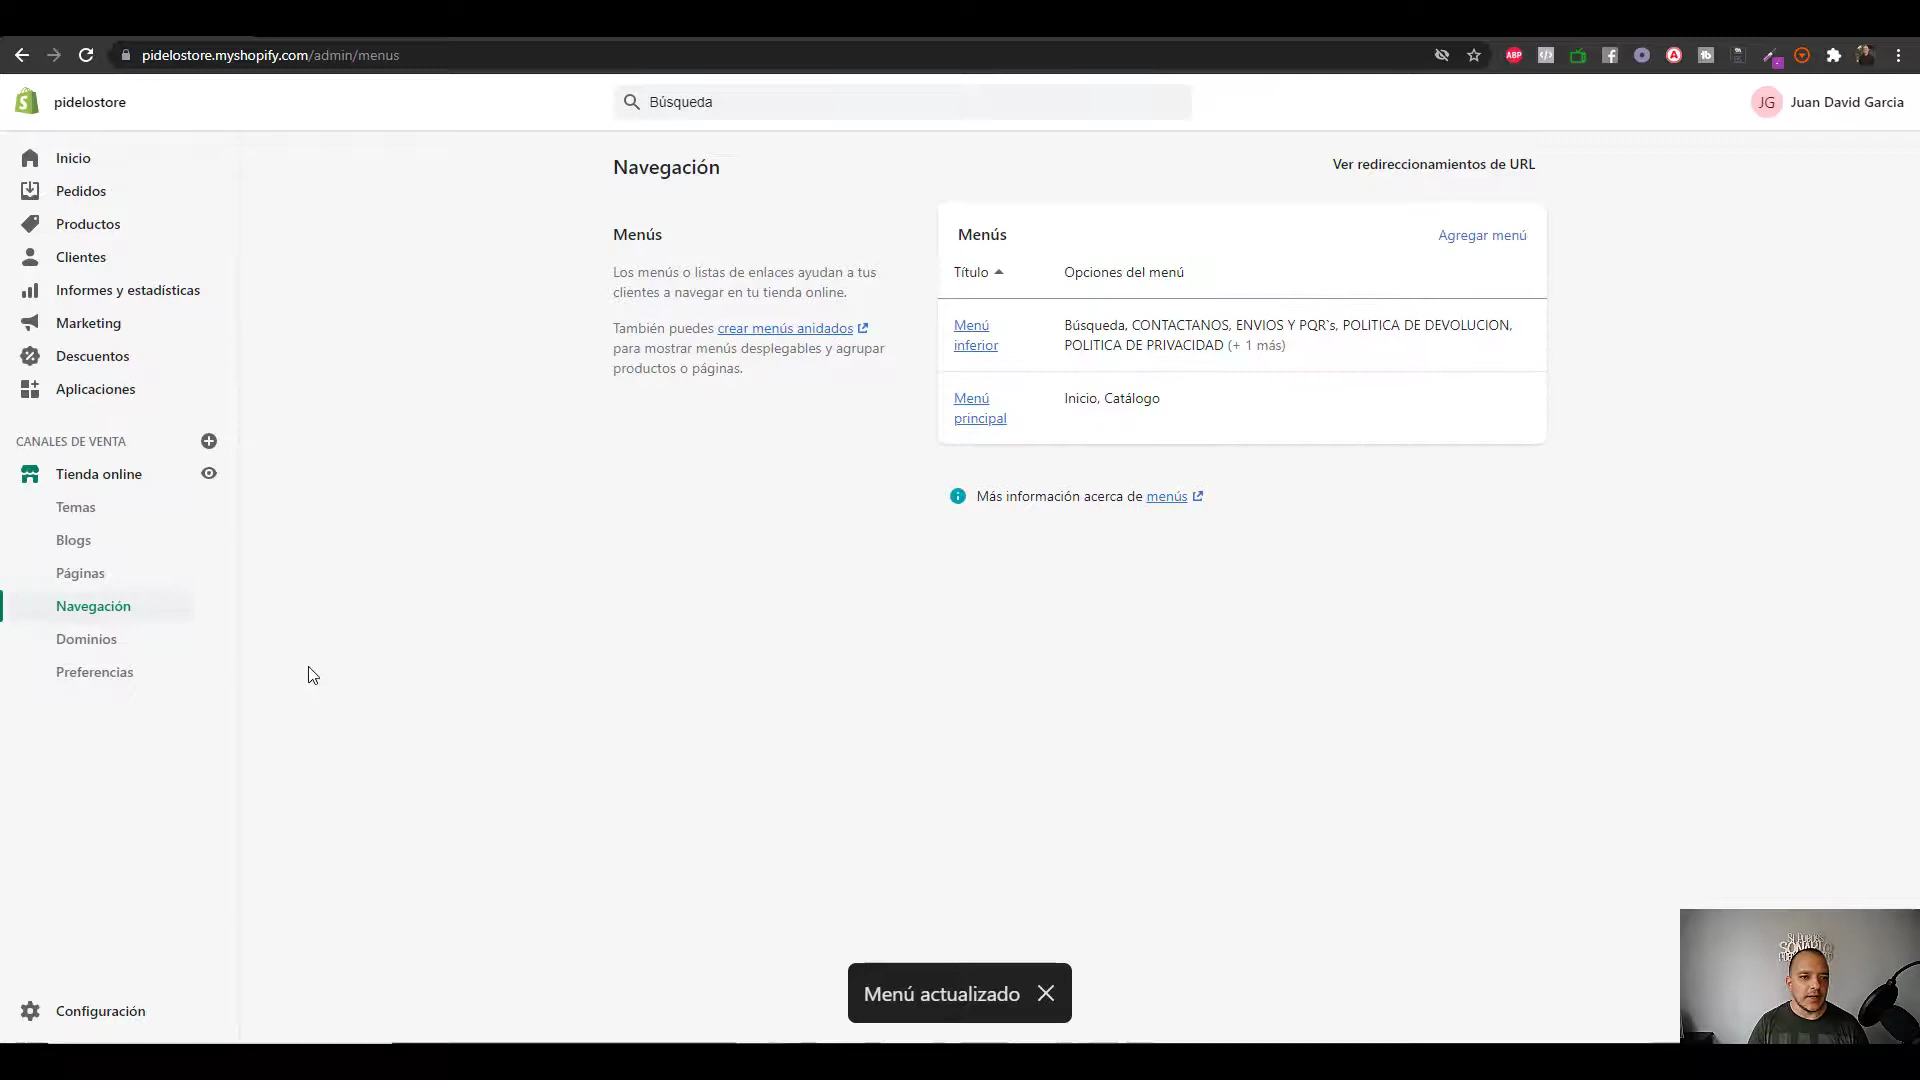 pidelostore.myshopify.com/admin/menus
ABP
pidelostore
Búsqueda
JG
Juan David Garcia
Inicio
Pedidos
Productos
Clientes
Informes y estadísticas
Marketing
Descuentos
Aplicaciones
CANALES DE VENTA
Tienda online
Temas
Blogs
Páginas
Navegación
Dominios
Preferencias
Configuración
Navegación
Ver redireccionamientos de URL
Menús
Los menús o listas de enlaces ayudan a tus
clientes a navegar en tu tienda online.
También puedes crear menús anidados
para mostrar menús desplegables y agrupar
productos o páginas.
Menús
Agregar menú
Título
Opciones del menú
Menú
inferior
Búsqueda, CONTACTANOS, ENVIOS Y PQR`s, POLITICA DE DEVOLUCION,
POLITICA DE PRIVACIDAD (+ 1 más)
Menú
principal
Inicio, Catálogo
Más información acerca de menús
Menú actualizado